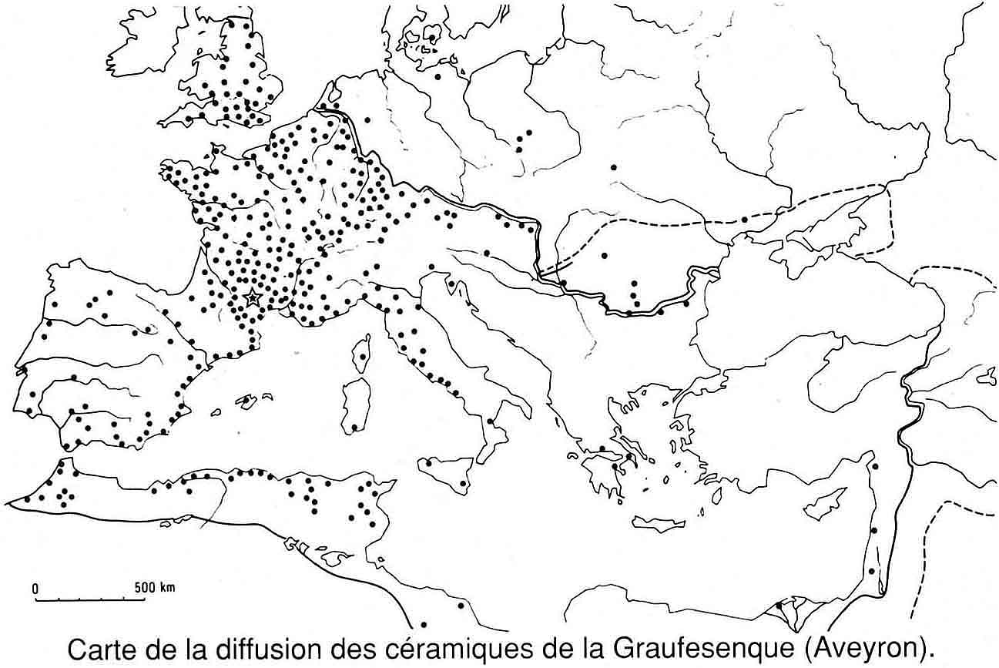 0 500 km
Carte de la diffusion des céramiques de la Graufesenque (Aveyron).